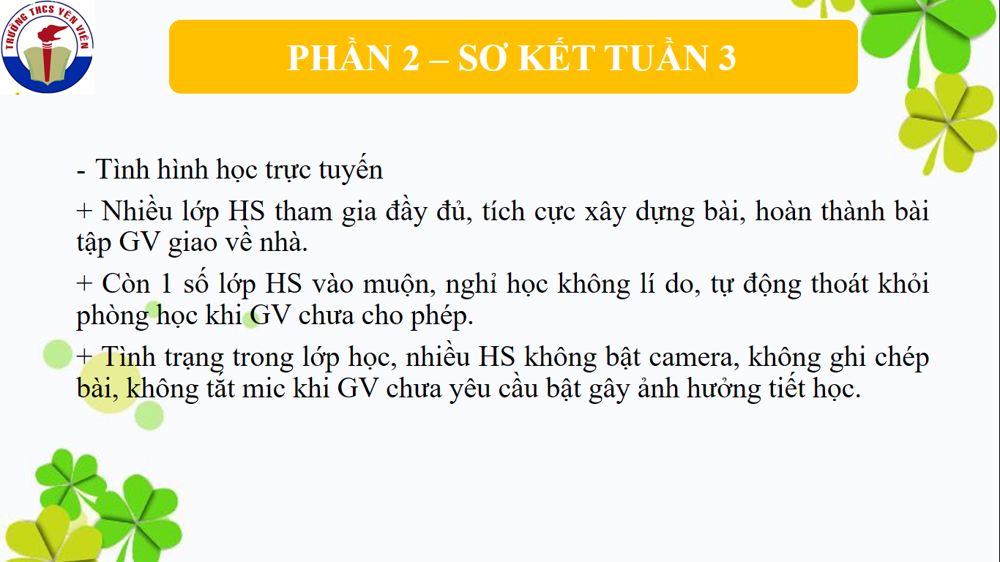 TRƯỜNG THCS YÊN VIÊN
PHẦN 2 – SƠ KẾT TUẦN 3
- Tình hình học trực tuyến
+ Nhiều lớp HS tham gia đầy đủ, tích cực xây dựng bài, hoàn thành bài
tập GV giao về nhà.
+ Còn 1 số lớp HS vào muộn, nghỉ học không lí do, tự động thoát khỏi
phòng học khi GV chưa cho phép.
+ Tình trạng trong lớp học, nhiều HS không bật camera, không ghi chép
bài, không tắt mic khi GV chưa yêu cầu bật gây ảnh hưởng tiết học.